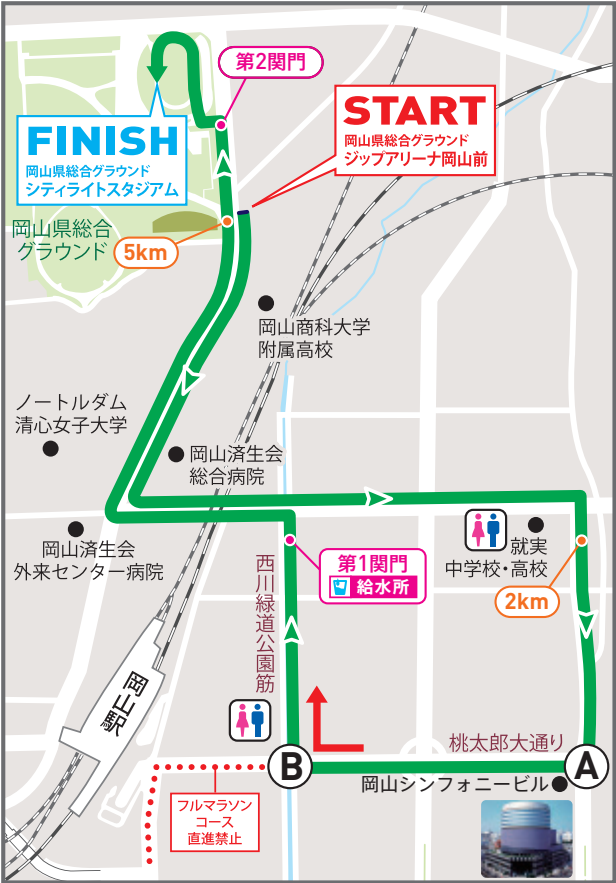 第2関門
START
岡山県総合グラウンド
ジップアリーナ岡山前
FINISH
岡山県総合グラウンド
シティライトスタジアム
岡山県総合
グラウンド
5km
岡山商科大学
附属高校
ノートルダム
清心女子大学
岡山済生会
総合病院
岡山済生会
外来センター病院
就実
中学校・高校
第1関門
給水所
2km
西川緑道公園筋
岡山駅
桃太郎大通り
B
A
岡山シンフォニービル
フルマラソン
コース
直進禁止